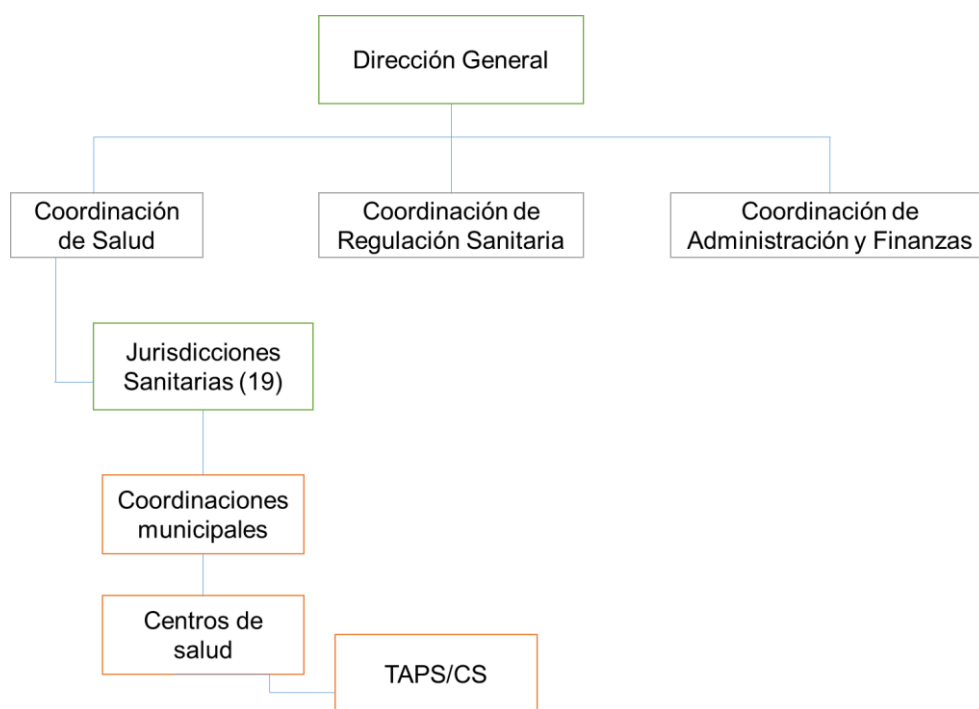 Dirección General
Coordinación
de Salud
Coordinación de
Regulación Sanitaria
Coordinación de
Administración y Finanzas
Jurisdicciones
Sanitarias (19)
Coordinaciones
municipales
Centros de
salud
TAPS/CS